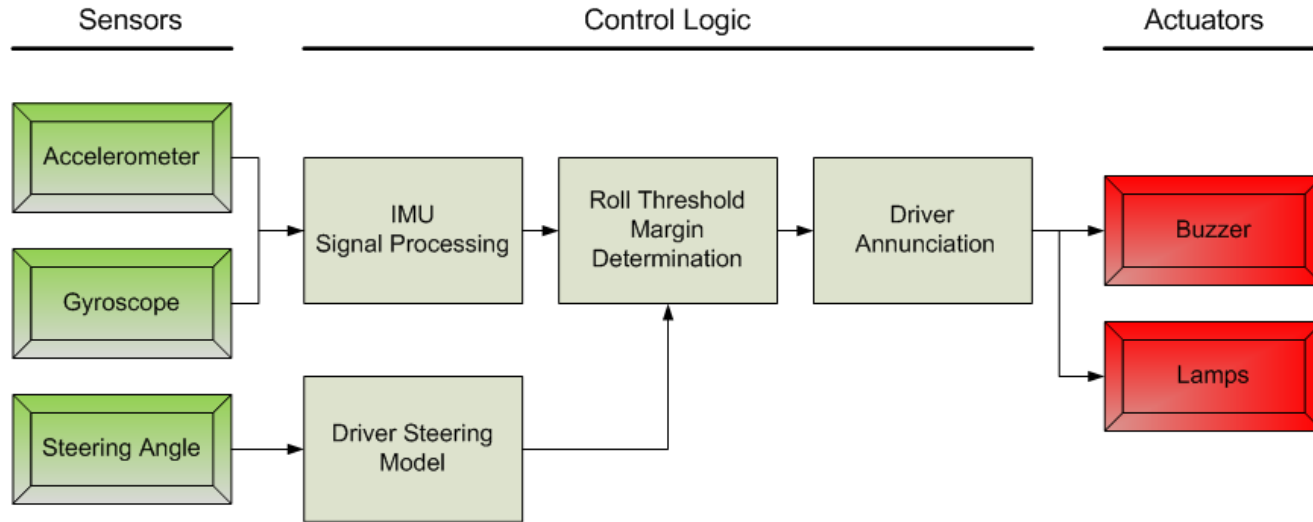 Sensors
Control Logic
Actuators
Accelerometer
Gyroscope
Steering Angle
IMU
Signal Processing
Driver Steering
Model
Roll Threshold
Margin
Determination
Driver
Annunciation
Buzzer
Lamps